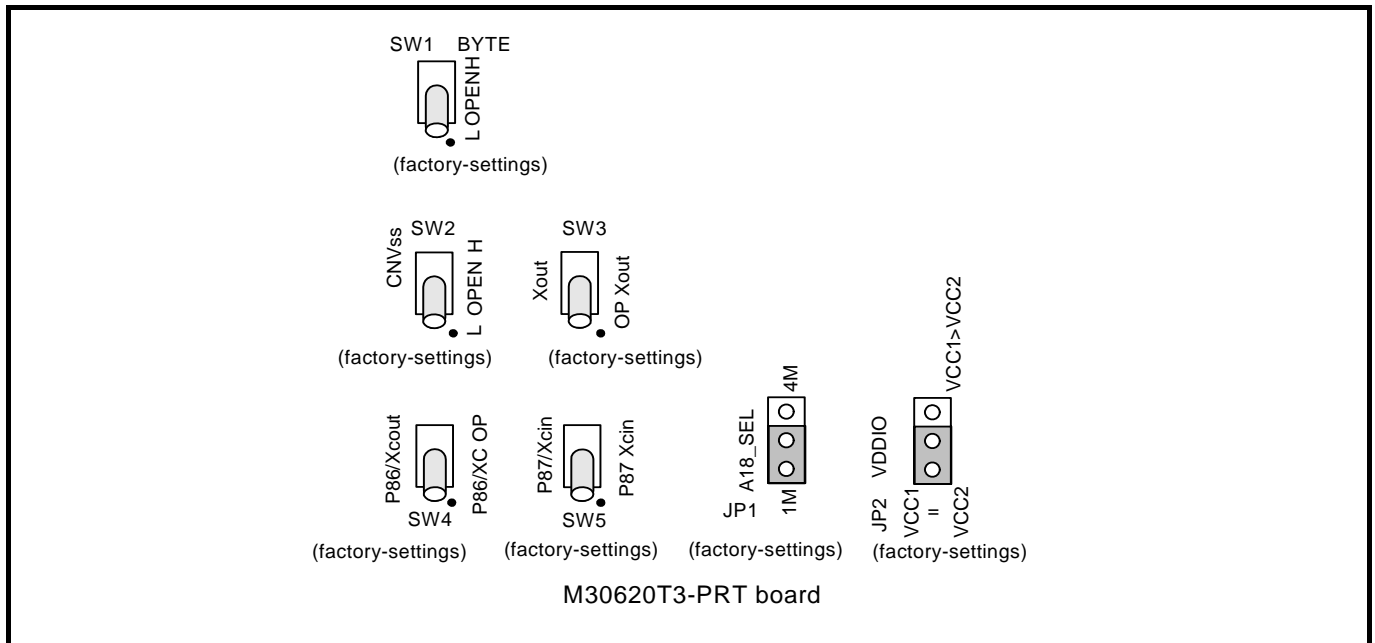 SW1 BYTE
L OPEN H
(factory-settings)
SW2
CNVss
L OPEN H
(factory-settings)
SW3
Xout
OP Xout
(factory-settings)
P86/Xcout
P86/XC OP
SW4
(factory-settings)
P87/Xcin
P87 Xcin
SW5
(factory-settings)
JP1 A18_SEL
1M
4M
(factory-settings)
JP2 VDDIO
VCC1
=
VCC2
VCC1>VCC2
(factory-settings)
M30620T3-PRT board